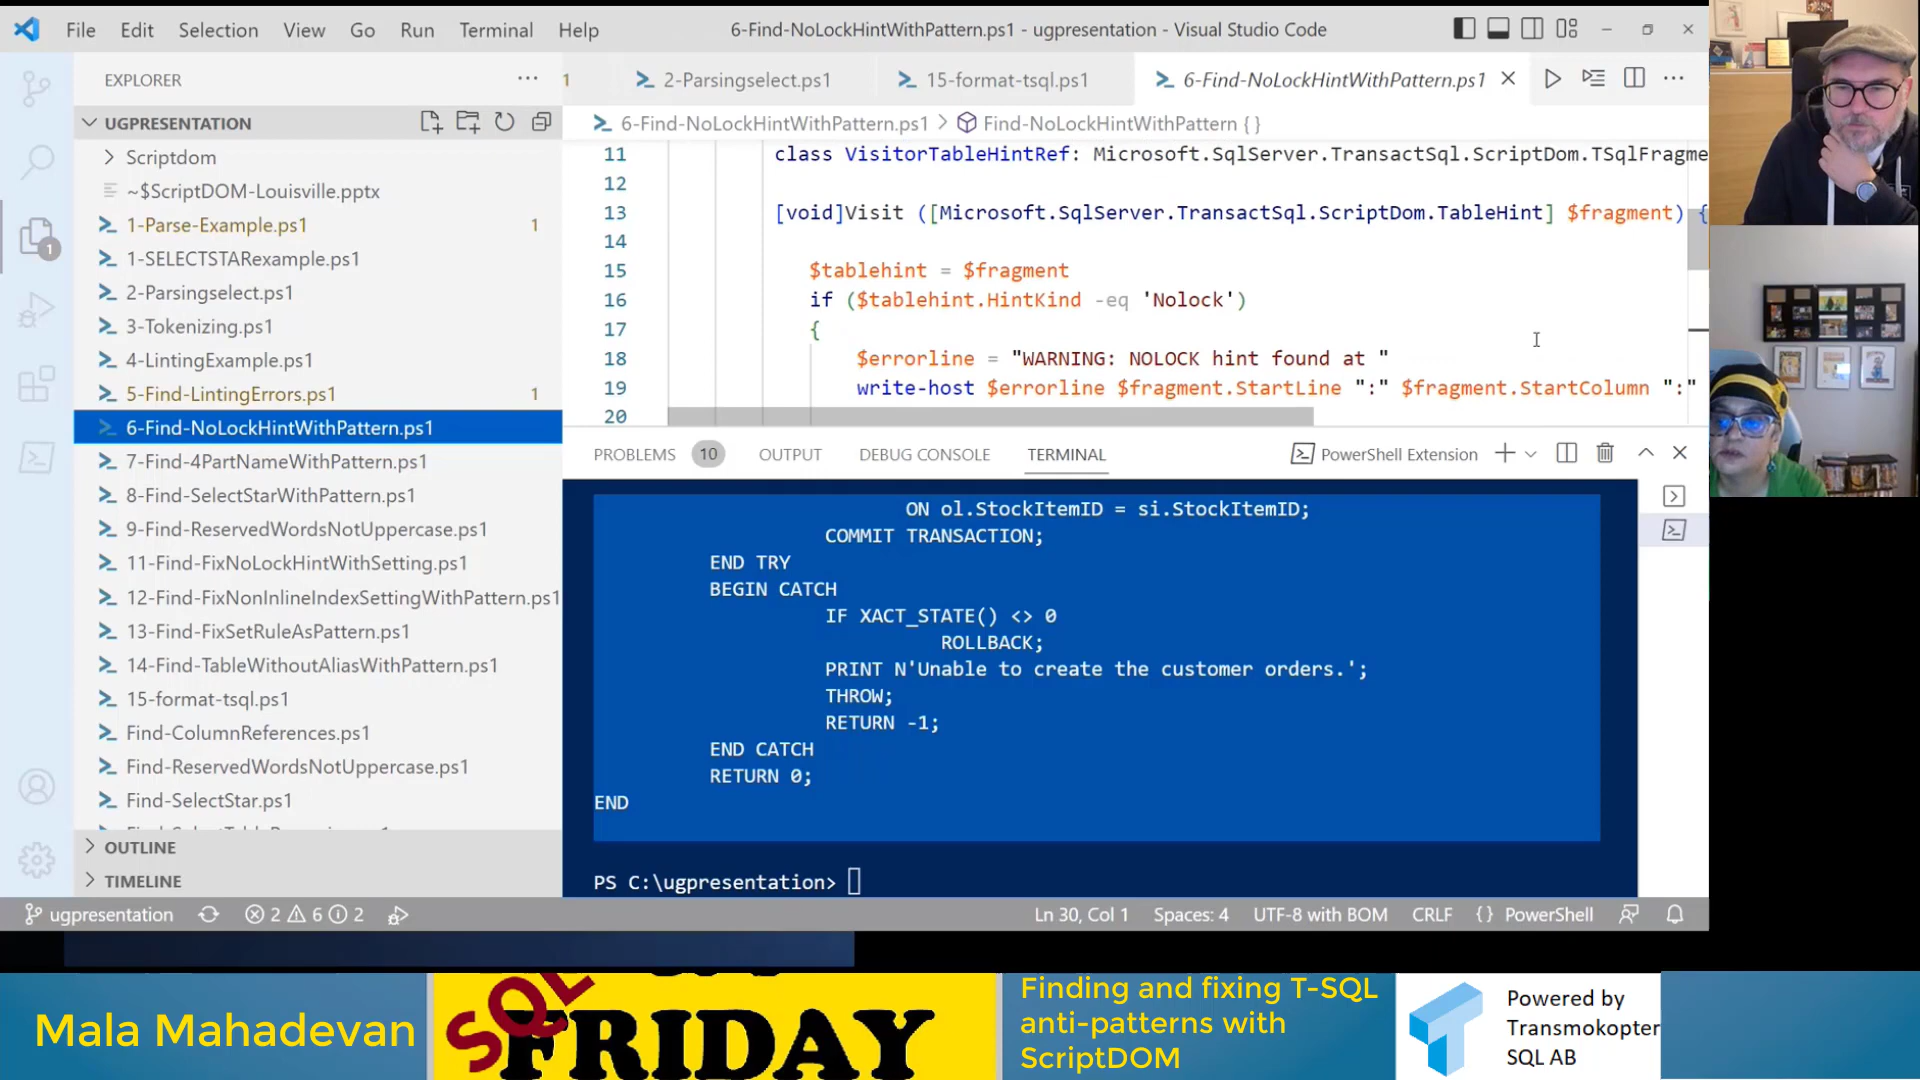 File Edit Selection View Go Run Terminal Help
6-Find-NoLockHintWithPattern.ps1 - ugpresentation - Visual Studio Code
EXPLORER
UGPRESENTATION
Scriptdom
~$ScriptDOM-Louisville.pptx
1-Parse-Example.ps1 1
1-SELECTSTARexample.ps1
2-Parsingselect.ps1
3-Tokenizing.ps1
4-LintingExample.ps1
5-Find-LintingErrors.ps1 1
6-Find-NoLockHintWithPattern.ps1
7-Find-4PartNameWithPattern.ps1
8-Find-SelectStarWithPattern.ps1
9-Find-ReservedWordsNotUppercase.ps1
11-Find-FixNoLockHintWithSetting.ps1
12-Find-FixNonInlineIndexSettingWithPattern.ps1
13-Find-FixSetRuleAsPattern.ps1
14-Find-TableWithoutAliasWithPattern.ps1
15-format-tsql.ps1
Find-ColumnReferences.ps1
Find-ReservedWordsNotUppercase.ps1
Find-SelectStar.ps1
OUTLINE
TIMELINE
1
1 2-Parsingselect.ps1 15-format-tsql.ps1 6-Find-NoLockHintWithPattern.ps1
6-Find-NoLockHintWithPattern.ps1 > Find-NoLockHintWithPattern { }
11 class VisitorTableHintRef: Microsoft.SqlServer.TransactSql.ScriptDom.TSqlFragme
12
13 [void]Visit ([Microsoft.SqlServer.TransactSql.ScriptDom.TableHint] $fragment) {
14
15 $tablehint = $fragment
16 if ($tablehint.HintKind -eq 'Nolock')
17 {
18 $errorline = "WARNING: NOLOCK hint found at "
19 write-host $errorline $fragment.StartLine ":" $fragment.StartColumn ":"
20
PROBLEMS 10 OUTPUT DEBUG CONSOLE TERMINAL PowerShell Extension
ON ol.StockItemID = si.StockItemID;
COMMIT TRANSACTION;
END TRY
BEGIN CATCH
IF XACT_STATE() <> 0
ROLLBACK;
PRINT N'Unable to create the customer orders.';
THROW;
RETURN -1;
END CATCH
RETURN 0;
END
PS C:\ugpresentation>
ugpresentation 2 6 2 Ln 30, Col 1 Spaces: 4 UTF-8 with BOM CRLF { } PowerShell
Mala Mahadevan
SQL
FRIDAY
Finding and fixing T-SQL
anti-patterns with
ScriptDOM
Powered by
Transmokopter
SQL AB